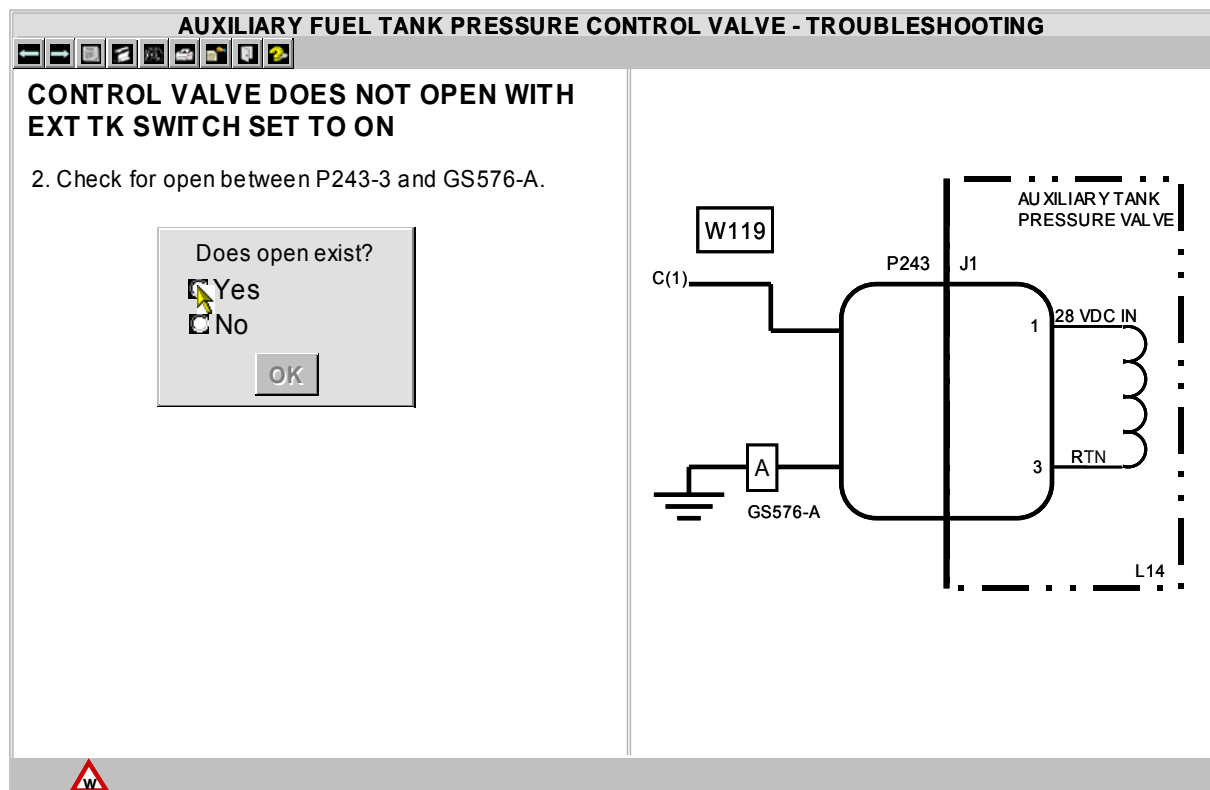 AUXILIARY FUEL TANK PRESSURE CONTROL VALVE - TROUBLESHOOTING
CONTROL VALVE DOES NOT OPEN WITH
EXT TK SWITCH SET TO ON
2. Check for open between P243-3 and GS576-A.
Does open exist?
Yes
No
OK
AUXILIARY TANK
PRESSURE VALVE
W119
P243
J1
C(1)
1
28 VDC IN
A
3
RTN
GS576-A
L14
W